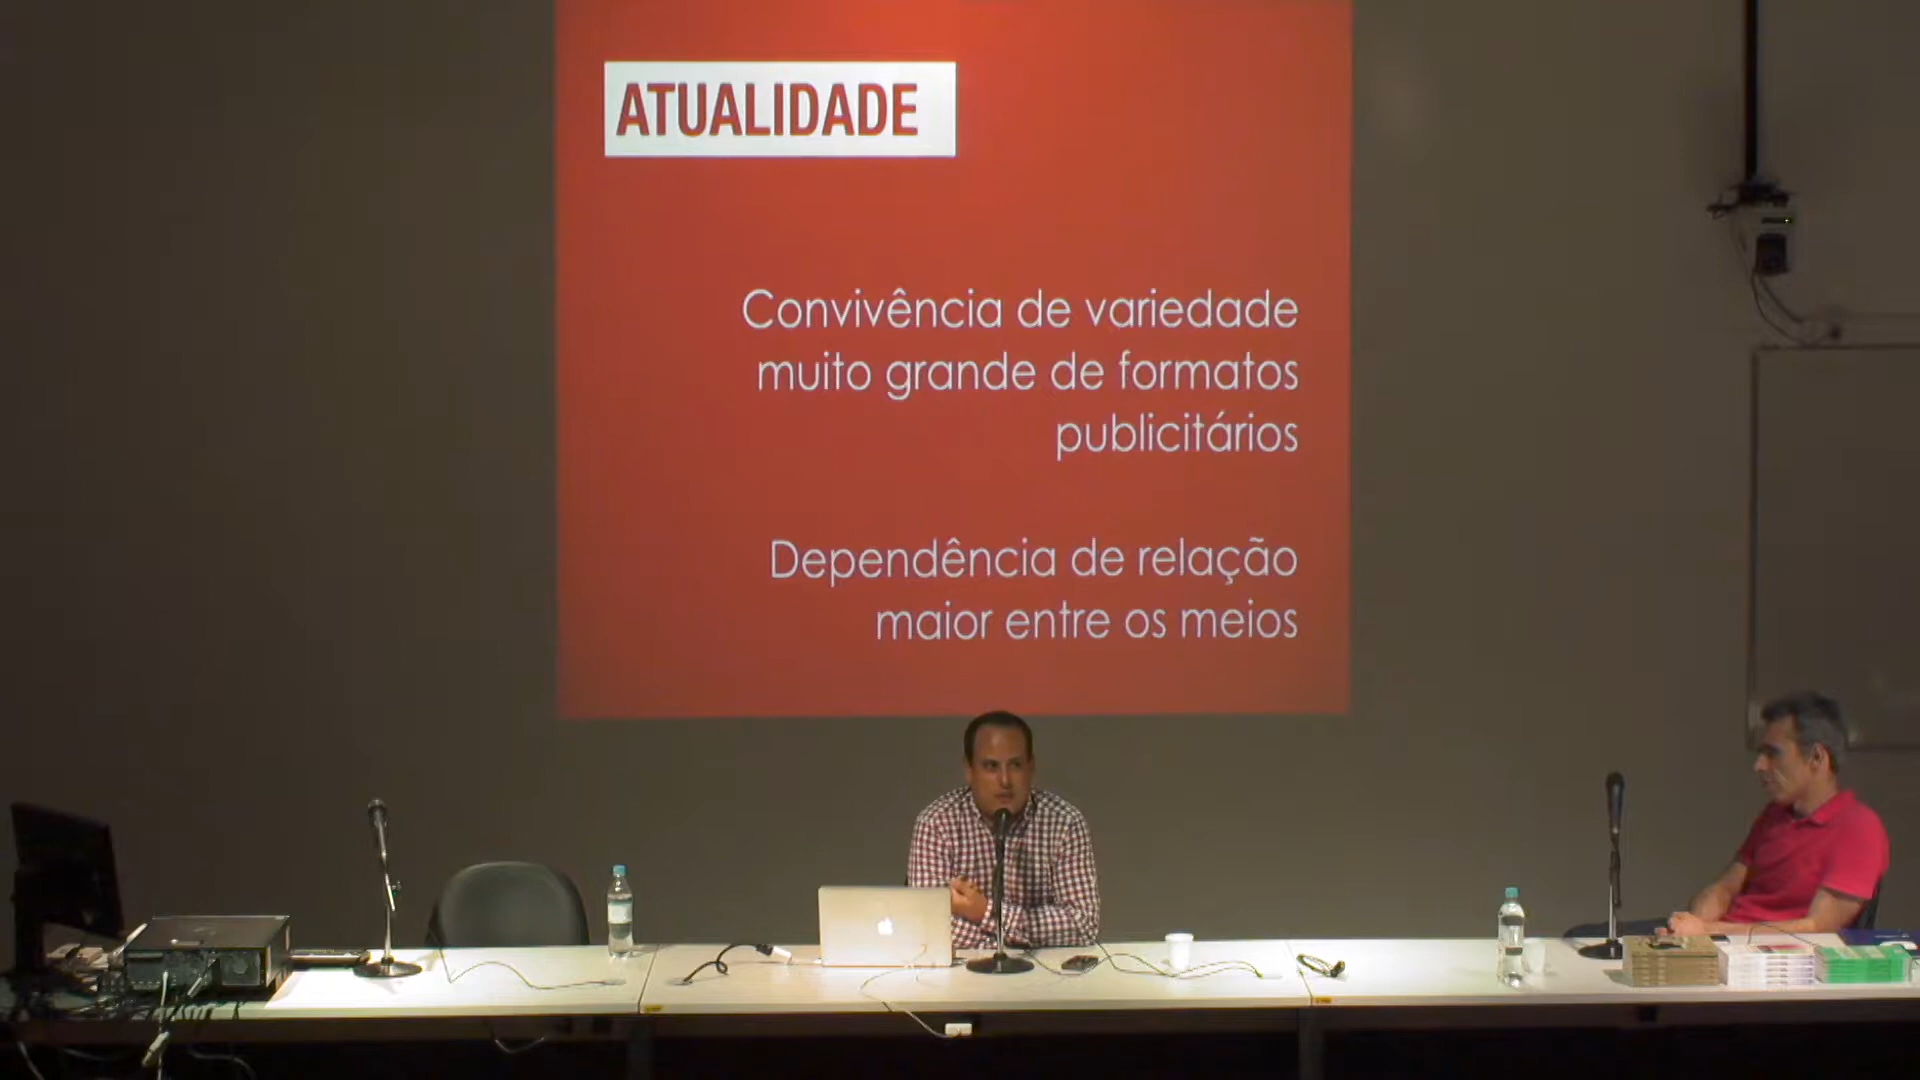 ATUALIDADE
Convivência de variedade
muito grande de formatos
publicitários
Dependência de relação
maior entre os meios